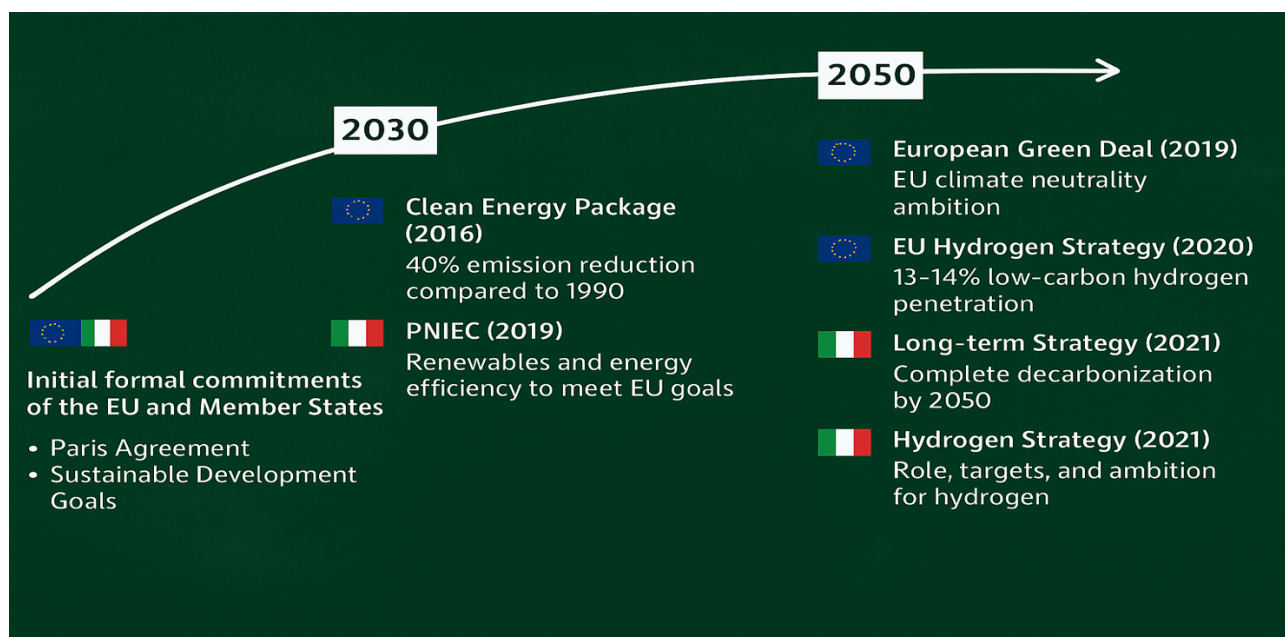 2030
2050
Initial formal commitments
of the EU and Member States
• Paris Agreement
• Sustainable Development
Goals
Clean Energy Package
(2016)
40% emission reduction
compared to 1990
PNIEC (2019)
Renewables and energy
efficiency to meet EU goals
European Green Deal (2019)
EU climate neutrality
ambition
EU Hydrogen Strategy (2020)
13-14% low-carbon hydrogen
penetration
Long-term Strategy (2021)
Complete decarbonization
by 2050
Hydrogen Strategy (2021)
Role, targets, and ambition
for hydrogen